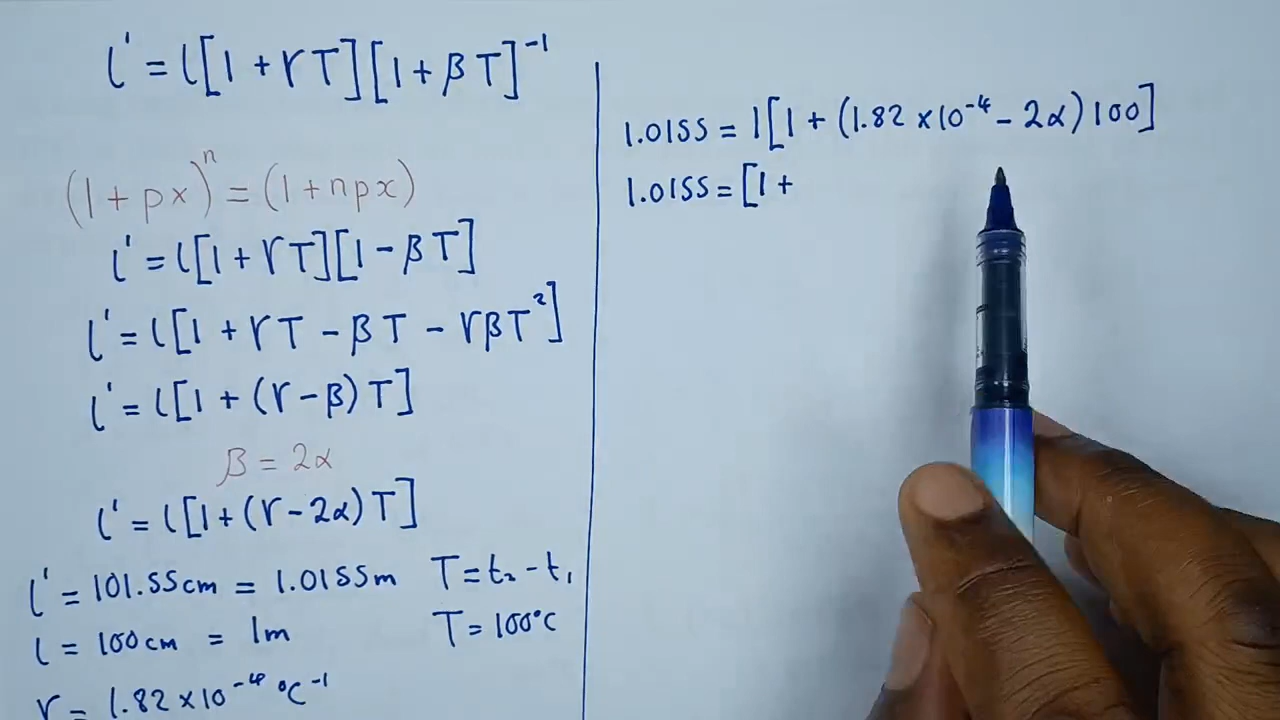 l' = l[1 + γT][1 + βT]⁻¹
(1 + px)ⁿ = (1 + npx)
l' = l[1 + γT][1 - βT]
l' = l[1 + γT - βT - γβT²]
l' = l[1 + (γ - β)T]
β = 2α
l' = l[1 + (γ - 2α)T]
l' = 101.55cm = 1.0155m T = t₂ - t₁
l = 100cm = 1m T = 100°C
γ = 1.82 × 10⁻⁴ °C⁻¹
1.0155 = 1[1 + (1.82 × 10⁻⁴ - 2α)100]
1.0155 = [1 +